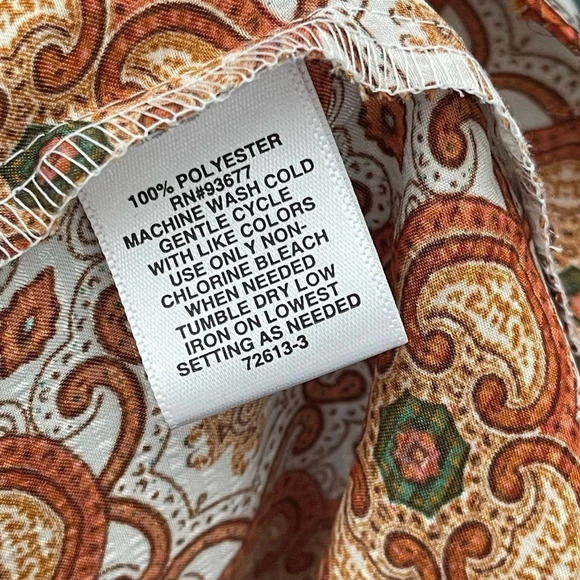 100% POLYESTER
RN#93677
MACHINE WASH COLD
GENTLE CYCLE
WITH LIKE COLORS
USE ONLY NON-
CHLORINE BLEACH
WHEN NEEDED
TUMBLE DRY LOW
IRON ON LOWEST
SETTING AS NEEDED
72613-3